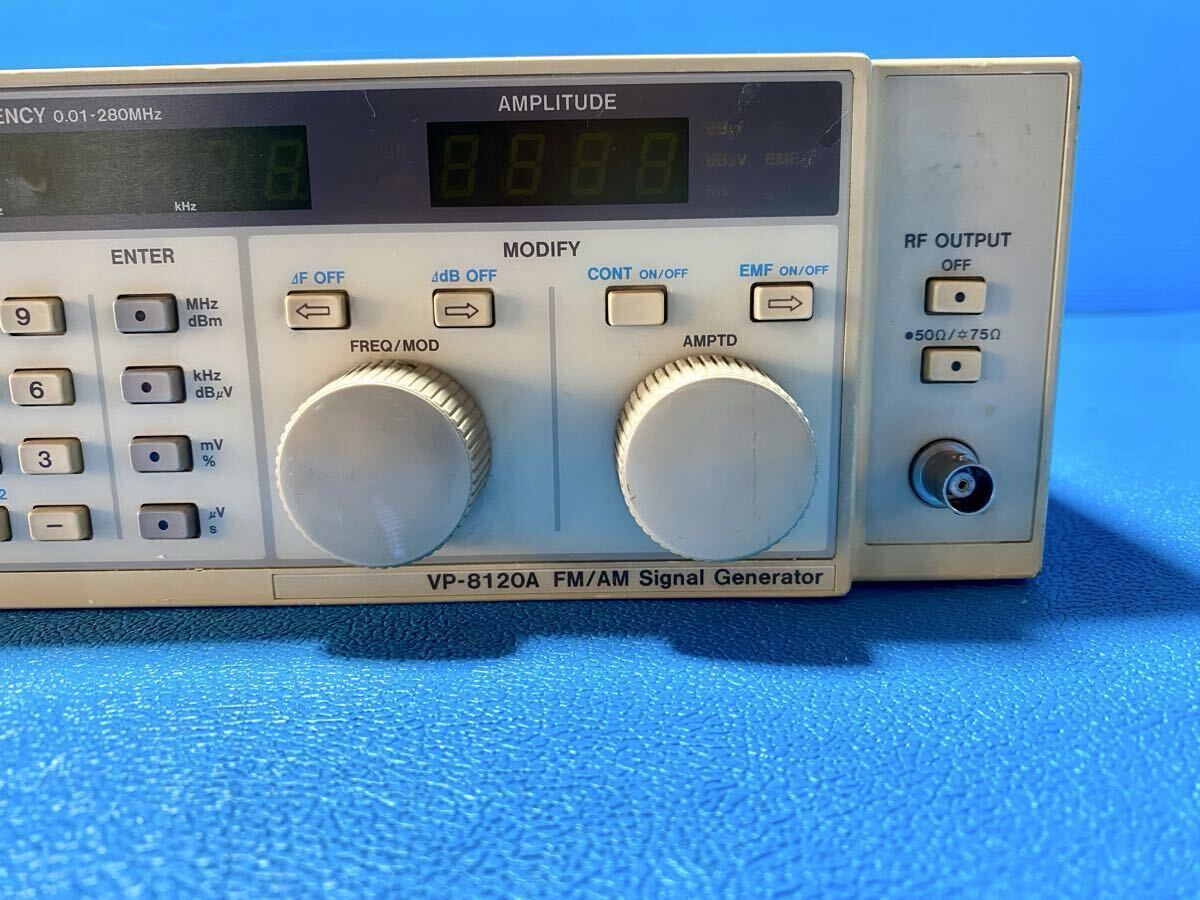 ENCY 0.01-280MHz
AMPLITUDE
dBμV EMF
mV
kHz
ENTER
MODIFY
ΔF OFF
ΔdB OFF
CONT ON/OFF
EMF ON/OFF
RF OUTPUT
OFF
9
MHz
dBm
FREQ/MOD
AMPTD
●50Ω/☼75Ω
6
kHz
dBμV
3
mV
%
2
−
μV
s
VP-8120A FM/AM Signal Generator